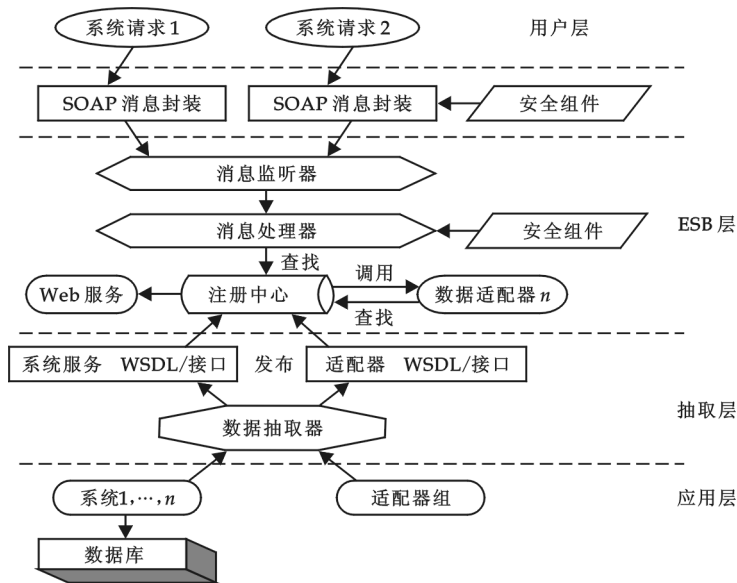 系统请求1
系统请求2
用户层
SOAP 消息封装
SOAP 消息封装
安全组件
消息监听器
消息处理器
安全组件
ESB 层
查找
Web 服务
注册中心
调用
查找
数据适配器 n
系统服务 WSDL/接口
发布
适配器 WSDL/接口
抽取层
数据抽取器
系统1,…,n
适配器组
应用层
数据库